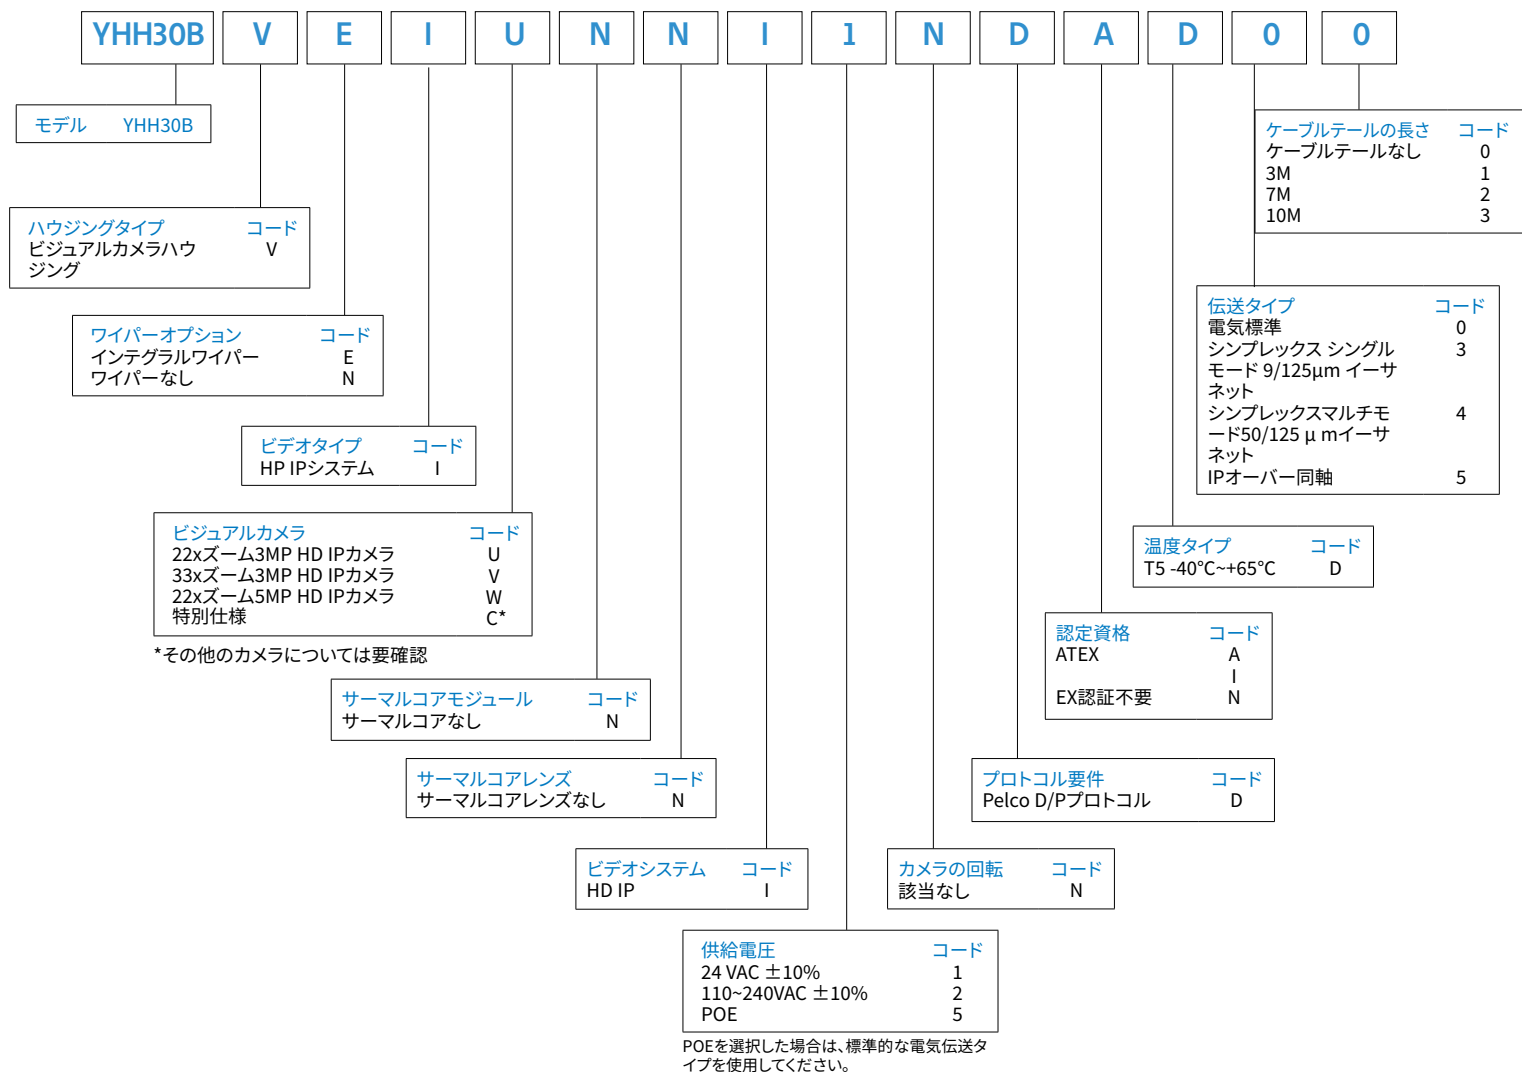 YHH30B V E I U N N I 1 N D A D 0 0
モデル YHH30B
ケーブルテールの長さ コード
ケーブルテールなし 0
3M 1
7M 2
10M 3
ハウジングタイプ コード
ビジュアルカメラハウ V
ジング
伝送タイプ コード
電気標準 0
シンプレックス シングル 3
モード 9/125μm イーサ
ネット
シンプレックスマルチモ 4
ード50/125 μ mイーサ
ネット
IPオーバー同軸 5
ワイパーオプション コード
インテグラルワイパー E
ワイパーなし N
ビデオタイプ コード
HP IPシステム I
ビジュアルカメラ コード
22xズーム3MP HD IPカメラ U
33xズーム3MP HD IPカメラ V
22xズーム5MP HD IPカメラ W
特別仕様 C*
*その他のカメラについては要確認
温度タイプ コード
T5 -40℃~+65℃ D
認定資格 コード
ATEX A
I
EX認証不要 N
サーマルコアモジュール コード
サーマルコアなし N
サーマルコアレンズ コード
サーマルコアレンズなし N
プロトコル要件 コード
Pelco D/Pプロトコル D
ビデオシステム コード
HD IP I
カメラの回転 コード
該当なし N
供給電圧 コード
24 VAC ±10% 1
110~240VAC ±10% 2
POE 5
POEを選択した場合は、標準的な電気伝送タ
イプを使用してください。